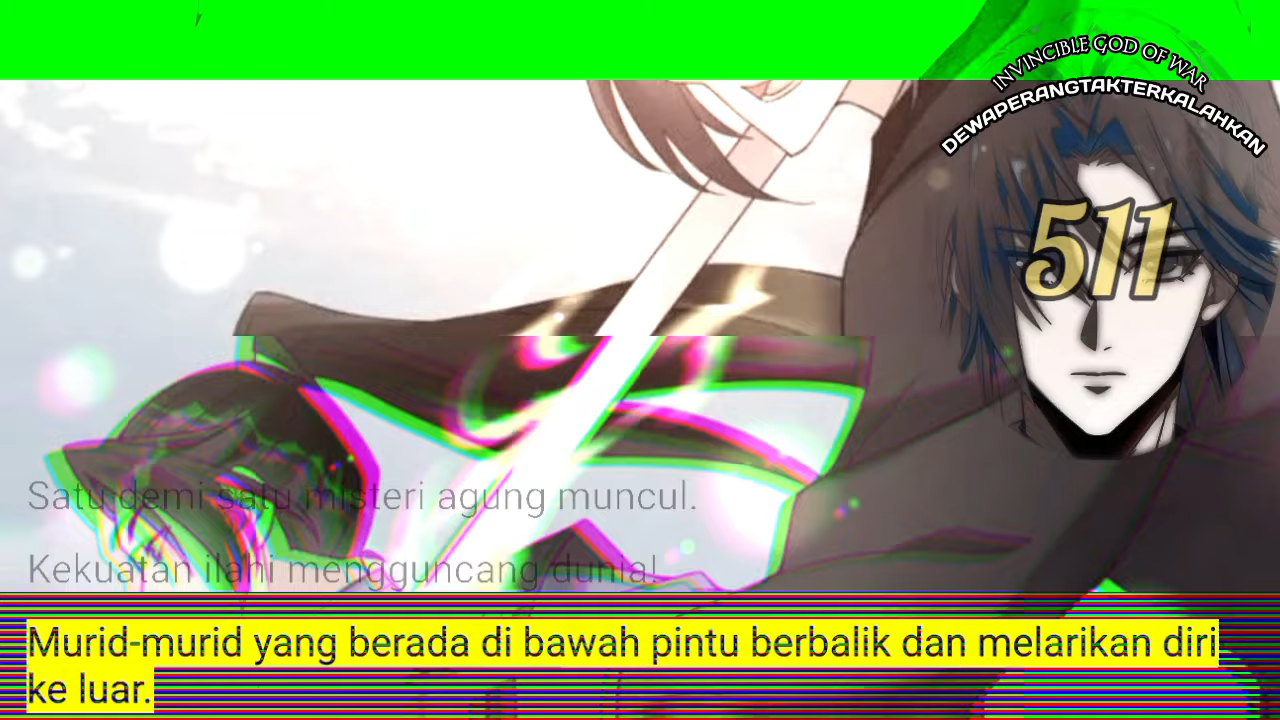 INVINCIBLE GOD OF WAR
DEWAPERANGTAKTERKALAHKAN
511
Satu demi satu misteri agung muncul.
Kekuatan ilahi mengguncang dunia!
Murid-murid yang berada di bawah pintu berbalik dan melarikan diri
ke luar.